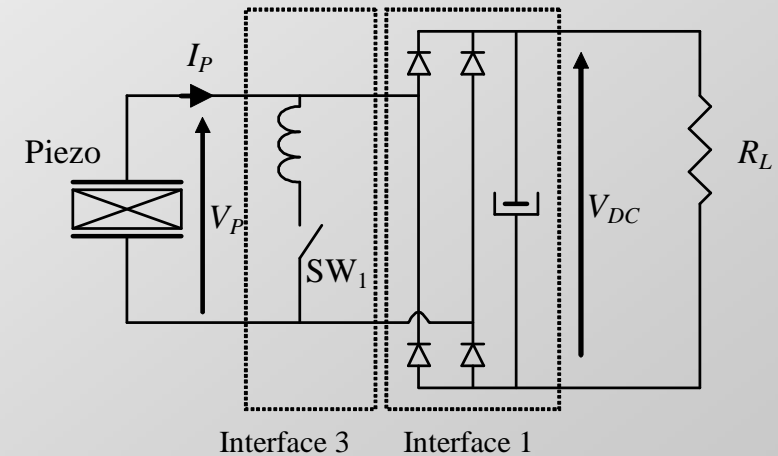 I_P
Piezo
V_P
SW_1
V_DC
R_L
Interface 3
Interface 1